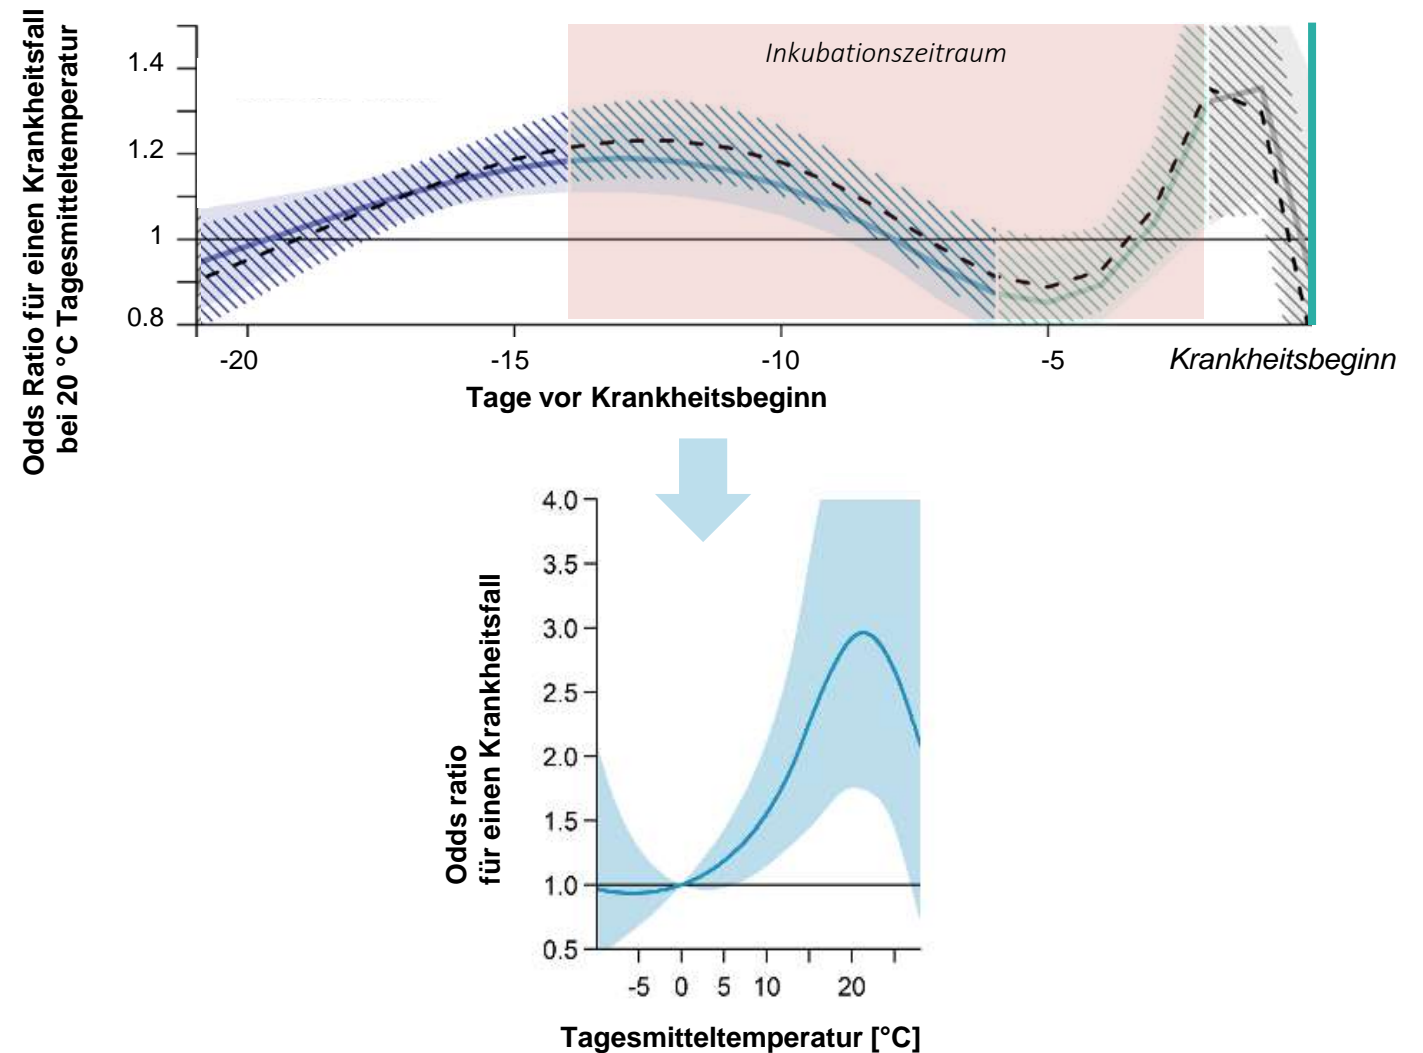 Odds Ratio für einen Krankheitsfall
bei 20 °C Tagesmitteltemperatur
1.4
1.2
1
0.8
Inkubationszeitraum
-20
-15
-10
-5
Krankheitsbeginn
Tage vor Krankheitsbeginn
Odds ratio
für einen Krankheitsfall
4.0
3.5
3.0
2.5
2.0
1.5
1.0
0.5
-5
0
5
10
20
Tagesmitteltemperatur [°C]